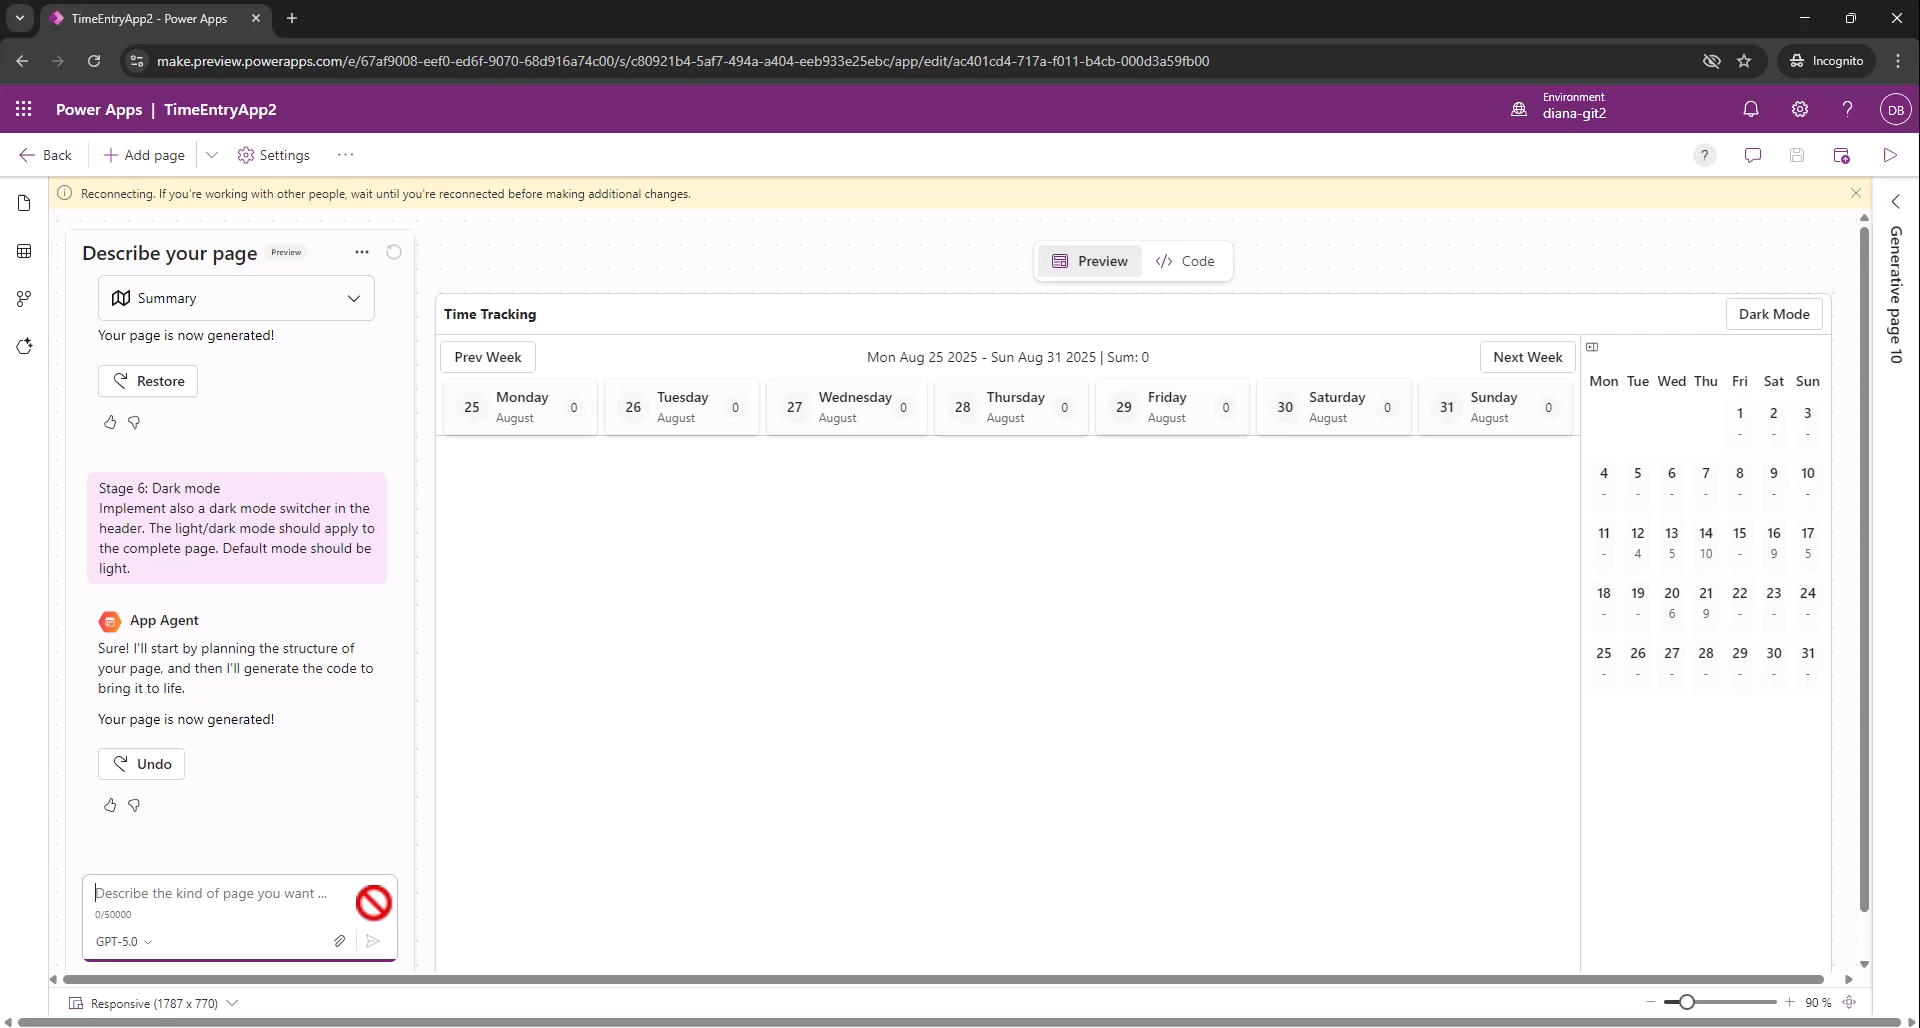 TimeEntryApp2 - Power Apps
make.preview.powerapps.com/e/67af9008-eef0-ed6f-9070-68d916a74c00/s/c80921b4-5af7-494a-a404-eeb933e25ebc/app/edit/ac401cd4-717a-f011-b4cb-000d3a59fb00
Incognito
Power Apps | TimeEntryApp2
Environment
diana-git2
DB
Back
Add page
Settings
Reconnecting. If you're working with other people, wait until you're reconnected before making additional changes.
Describe your page
Preview
Summary
Your page is now generated!
Restore
Stage 6: Dark mode
Implement also a dark mode switcher in the
header. The light/dark mode should apply to
the complete page. Default mode should be
light.
App Agent
Sure! I'll start by planning the structure of
your page, and then I'll generate the code to
bring it to life.
Your page is now generated!
Undo
Describe the kind of page you want ...
0/50000
GPT-5.0
Preview
Code
Time Tracking
Dark Mode
Prev Week
Mon Aug 25 2025 - Sun Aug 31 2025 | Sum: 0
Next Week
25 Monday August 0
26 Tuesday August 0
27 Wednesday August 0
28 Thursday August 0
29 Friday August 0
30 Saturday August 0
31 Sunday August 0
Mon Tue Wed Thu Fri Sat Sun
1 2 3
- - -
4 5 6 7 8 9 10
- - - - - - -
11 12 13 14 15 16 17
- 4 5 10 - 9 5
18 19 20 21 22 23 24
- - 6 9 - - -
25 26 27 28 29 30 31
- - - - - - -
Generative page 10
Responsive (1787 x 770)
90 %